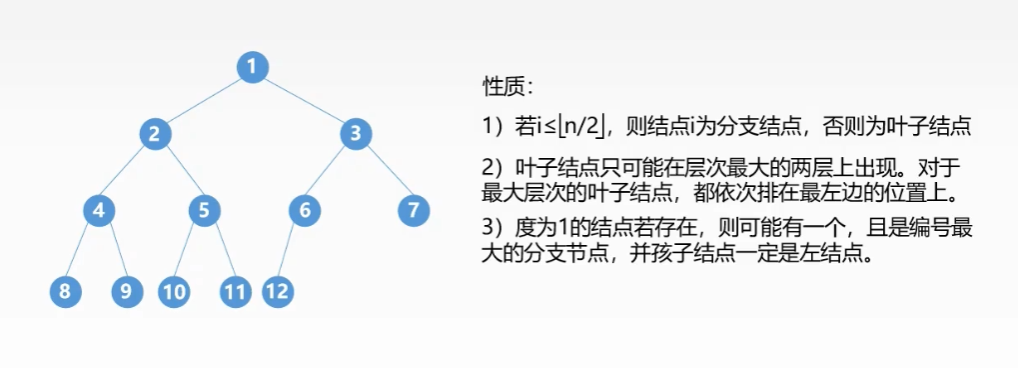 1
2
3
4
5
6
7
8
9
10
11
12
性质：
1）若i≤⌊n/2⌋，则结点i为分支结点，否则为叶子结点
2）叶子结点只可能在层次最大的两层上出现。对于
最大层次的叶子结点，都依次排在最左边的位置上。
3）度为1的结点若存在，则可能有一个，且是编号最
大的分支节点，并孩子结点一定是左结点。